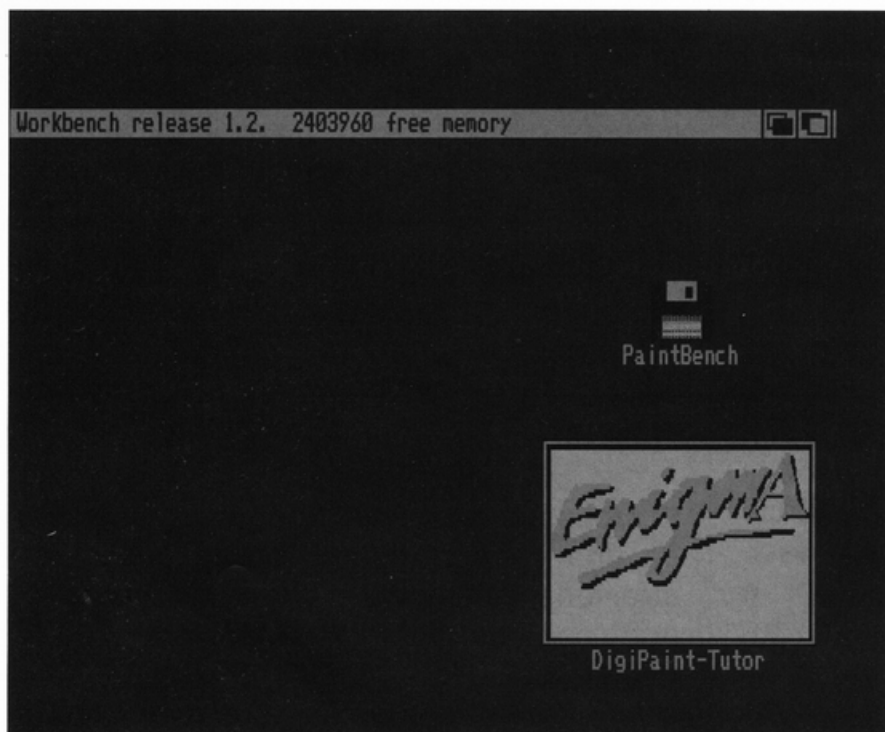 Workbench release 1.2.  2403960 free memory
PaintBench
EnigmA
DigiPaint-Tutor